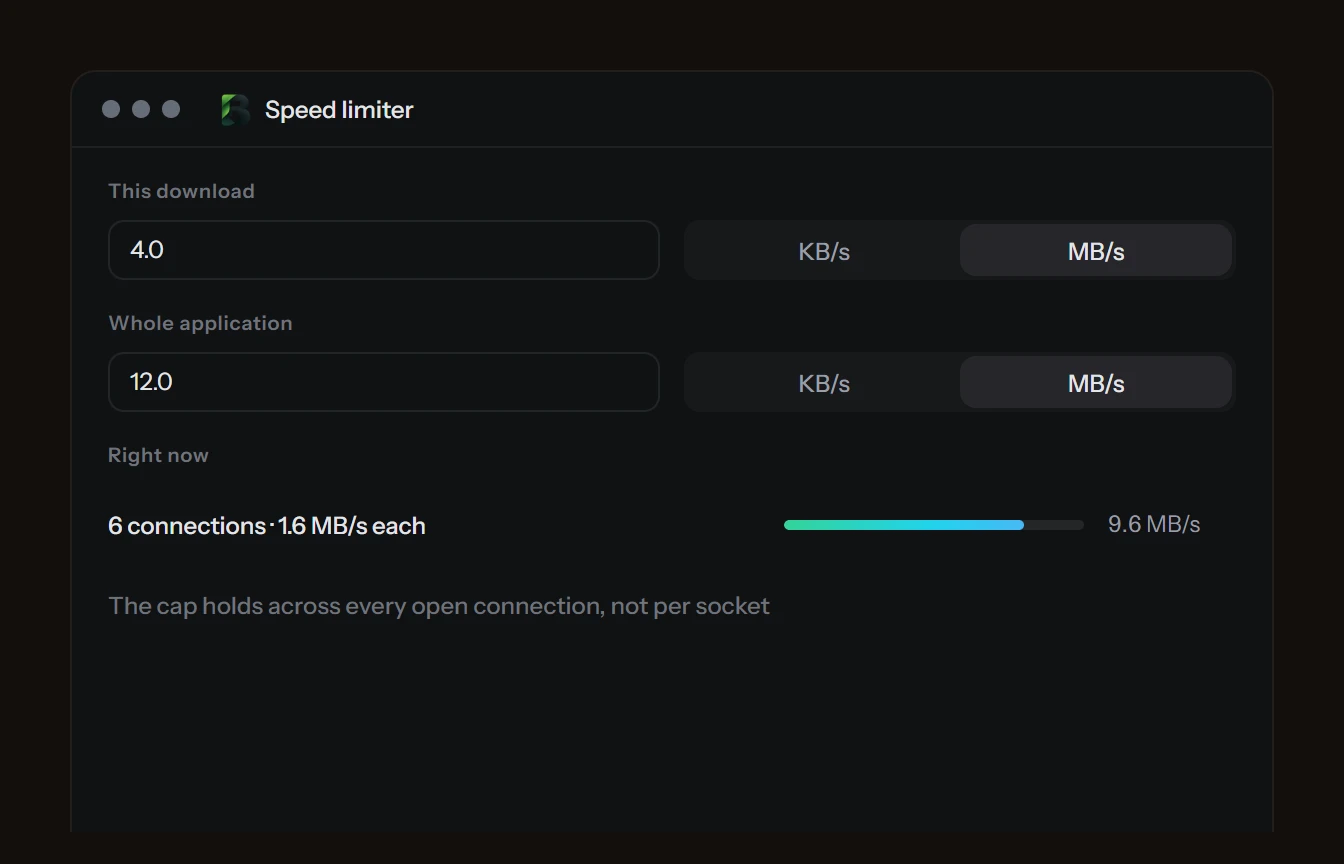 Speed limiter
This download
4.0
KB/s MB/s
Whole application
12.0
KB/s MB/s
Right now
6 connections · 1.6 MB/s each 9.6 MB/s
The cap holds across every open connection, not per socket